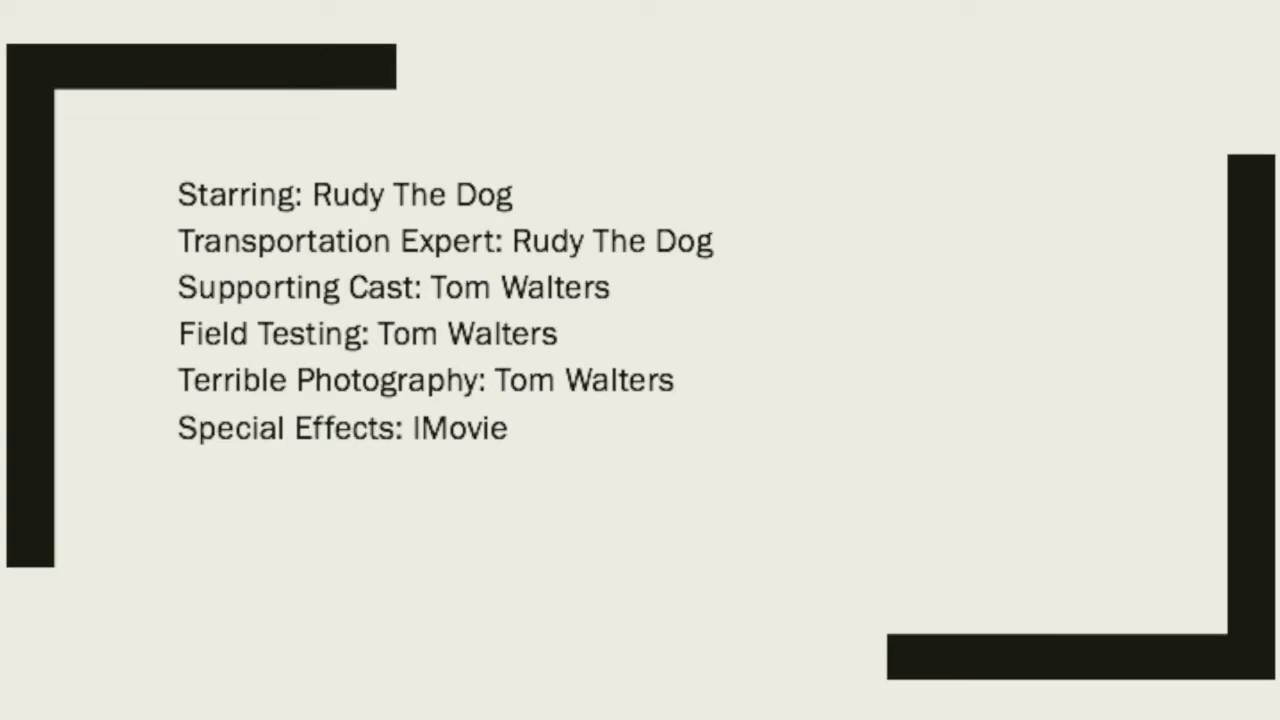 Starring: Rudy The Dog
Transportation Expert: Rudy The Dog
Supporting Cast: Tom Walters
Field Testing: Tom Walters
Terrible Photography: Tom Walters
Special Effects: IMovie